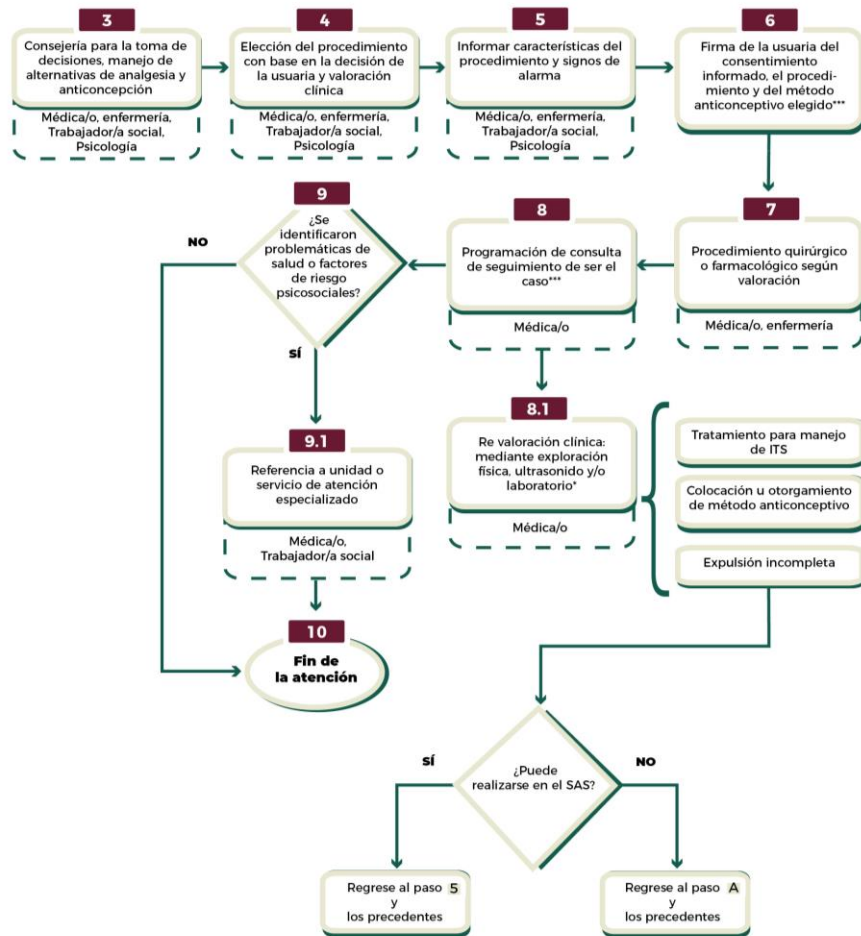 3
Consejería para la toma de
decisiones, manejo de
alternativas de analgesia y
anticoncepción
Médica/o, enfermería,
Trabajador/a social,
Psicología
4
Elección del procedimiento
con base en la decisión de
la usuaria y valoración
clínica
Médica/o, enfermería,
Trabajador/a social,
Psicología
5
Informar características del
procedimiento y signos de
alarma
Médica/o, enfermería,
Trabajador/a social,
Psicología
6
Firma de la usuaria del
consentimiento
informado, el procedi-
miento y del método
anticonceptivo elegido***
7
Procedimiento quirúrgico
o farmacológico según
valoración
Médica/o, enfermería
8
Programación de consulta
de seguimiento de ser el
caso***
Médica/o
9
¿Se
identificaron
problemáticas de
salud o factores
de riesgo
psicosociales?
NO
SÍ
8.1
Re valoración clínica:
mediante exploración
física, ultrasonido y/o
laboratorio*
Médica/o
Tratamiento para manejo
de ITS
Colocación u otorgamiento
de método anticonceptivo
Expulsión incompleta
9.1
Referencia a unidad o
servicio de atención
especializado
Médica/o,
Trabajador/a social
10
Fin de
la atención
¿Puede
realizarse en el SAS?
SÍ
NO
Regrese al paso 5
y
los precedentes
Regrese al paso A
y
los precedentes